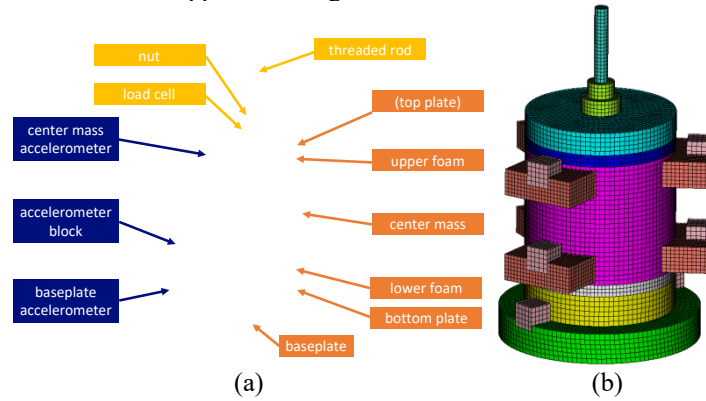 nut
threaded rod
load cell
(top plate)
center mass
accelerometer
upper foam
accelerometer
block
center mass
baseplate
accelerometer
lower foam
bottom plate
baseplate
(a)
(b)